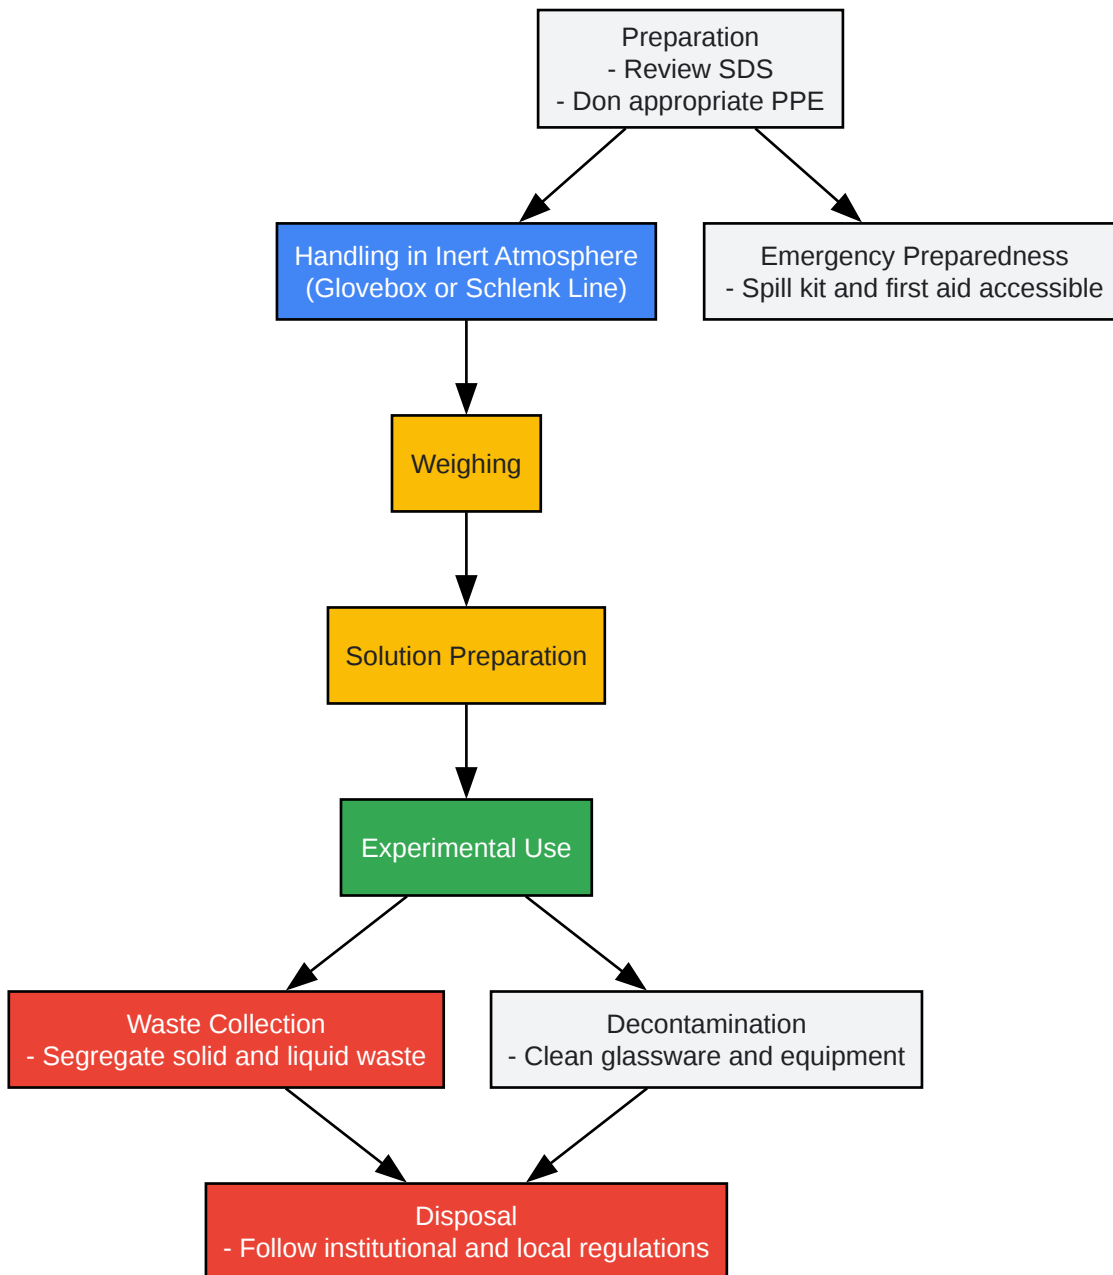 Preparation
- Review SDS
- Don appropriate PPE
Handling in Inert Atmosphere
(Glovebox or Schlenk Line)
Emergency Preparedness
- Spill kit and first aid accessible
Weighing
Solution Preparation
Experimental Use
Waste Collection
- Segregate solid and liquid waste
Decontamination
- Clean glassware and equipment
Disposal
- Follow institutional and local regulations